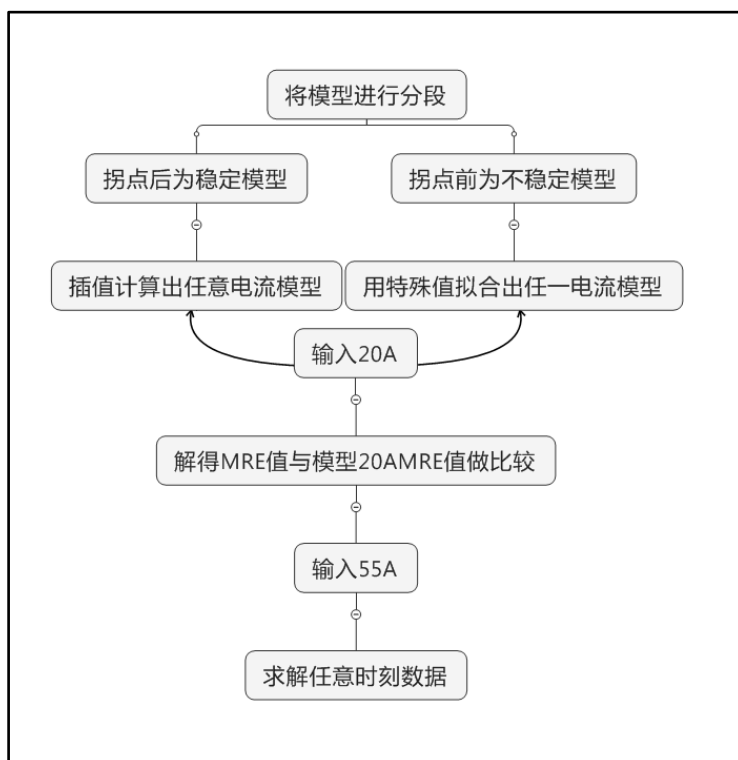 将模型进行分段
拐点后为稳定模型
拐点前为不稳定模型
插值计算出任意电流模型
用特殊值拟合出任一电流模型
输入20A
解得MRE值与模型20AMRE值做比较
输入55A
求解任意时刻数据